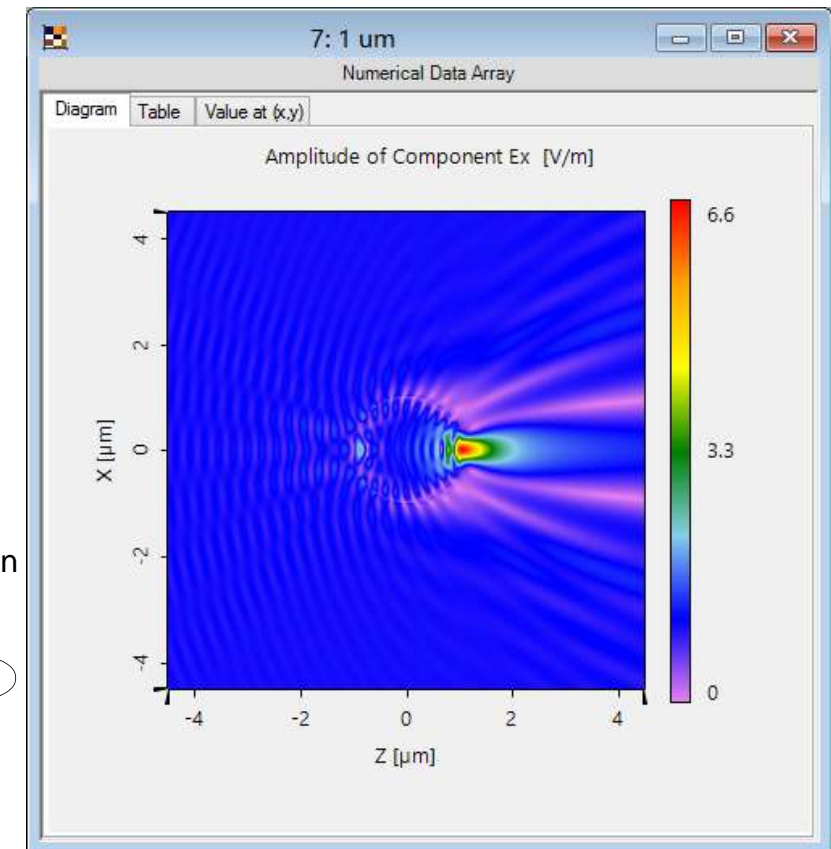 7: 1 um
Numerical Data Array
Diagram Table Value at (x,y)
Amplitude of Component Ex [V/m]
6.6
3.3
0
4
2
0
-2
-4
X [µm]
-4 -2 0 2 4
Z [µm]
n